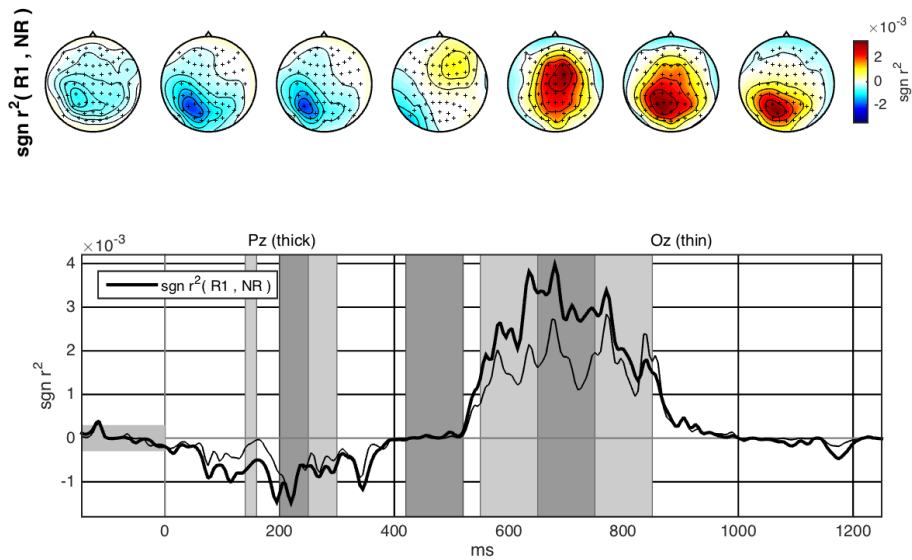 sgn r²( R1 , NR)
×10⁻³
2
0
-2
sgn r²
Pz (thick)
Oz (thin)
×10⁻³
sgn r²( R1 , NR )
4
3
2
1
0
-1
sgn r²
0
200
400
600
800
1000
1200
ms